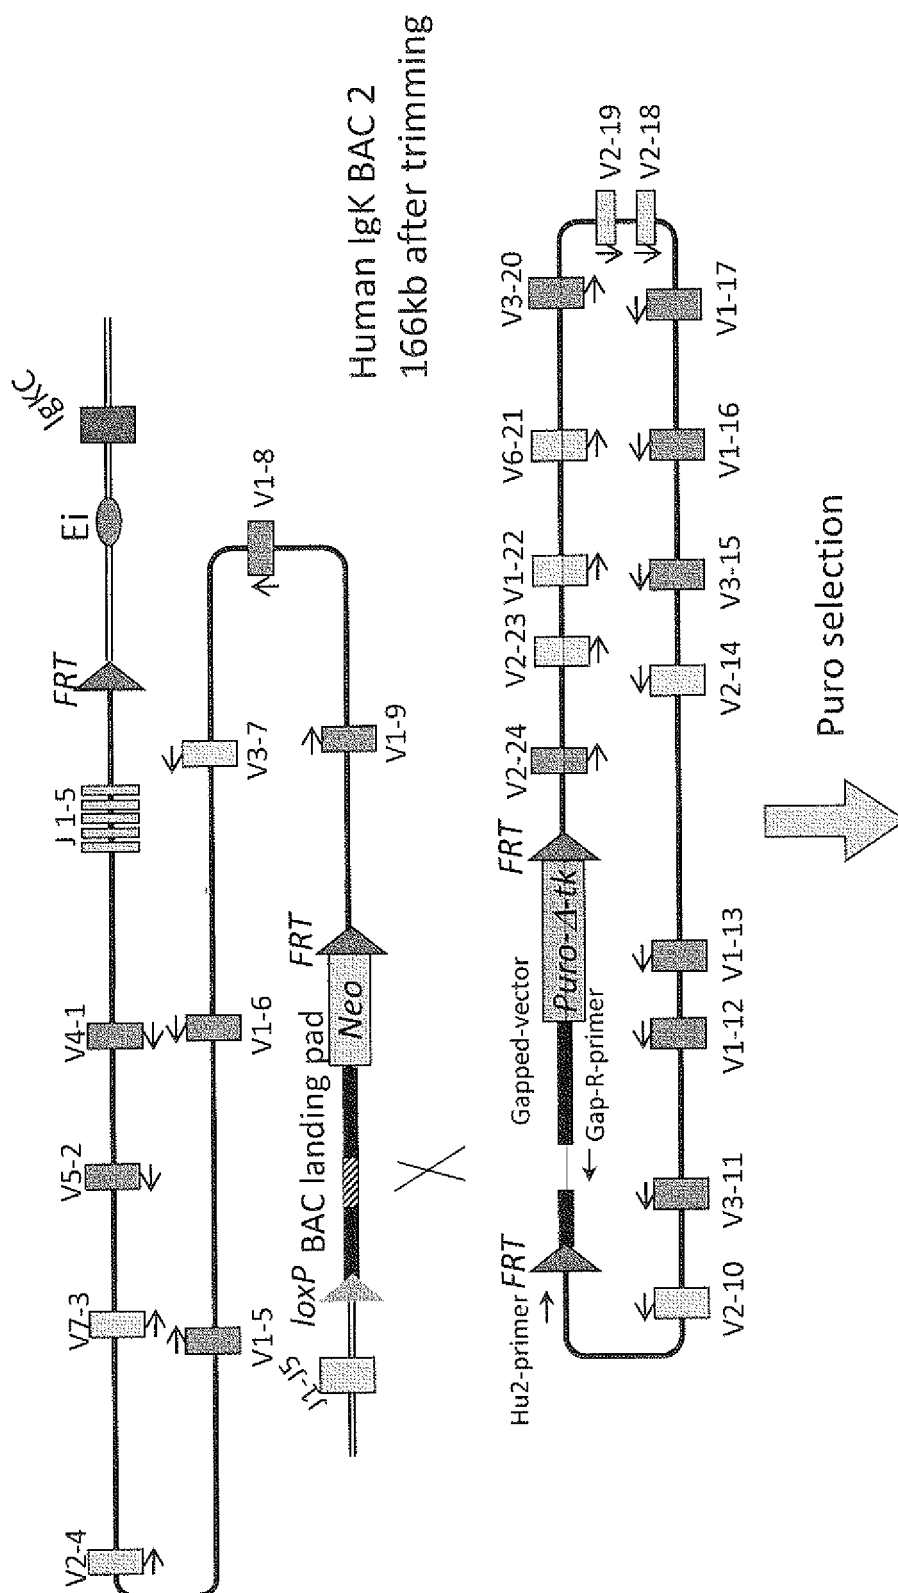 IgkC
Ei
FRT
J 1-5
V4-1
V5-2
V7-3
V2-4
V1-5
V1-6
V3-7
V1-8
V1-9
FRT
Neo
BAC landing pad
loxP
J1-J5
Human IgK BAC 2
166kb after trimming
Hu2-primer
FRT
Gapped-vector
Gap-R-primer
Puro-Δ-tk
FRT
V2-24
V2-23
V1-22
V6-21
V3-20
V2-19
V2-18
V1-17
V1-16
V3-15
V2-14
V1-13
V1-12
V3-11
V2-10
Puro selection